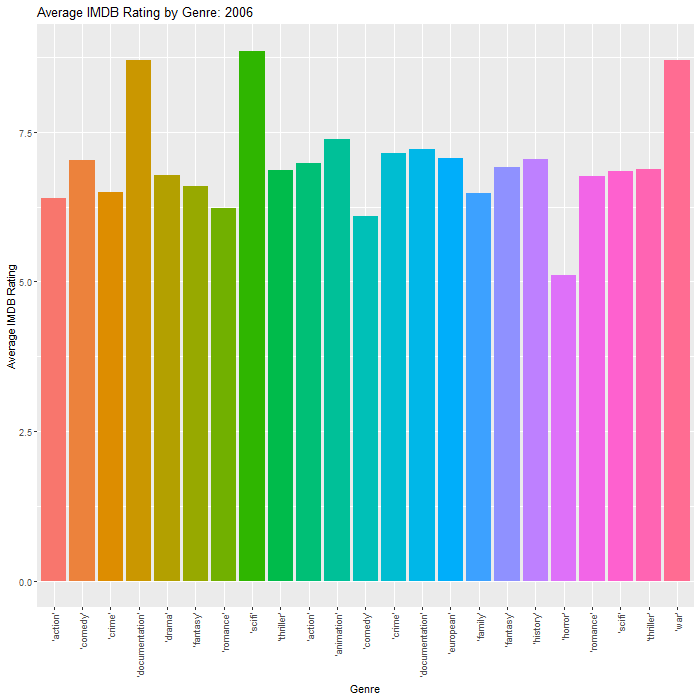 Average IMDB Rating by Genre: 2006
Average IMDB Rating
7.5
5.0
2.5
0.0
'action'
'comedy'
'crime'
'documentation'
'drama'
'fantasy'
'romance'
'scifi'
'thriller'
'action'
'animation'
'comedy'
'crime'
'documentation'
'european'
'family'
'fantasy'
'history'
'horror'
'romance'
'scifi'
'thriller'
'war'
Genre